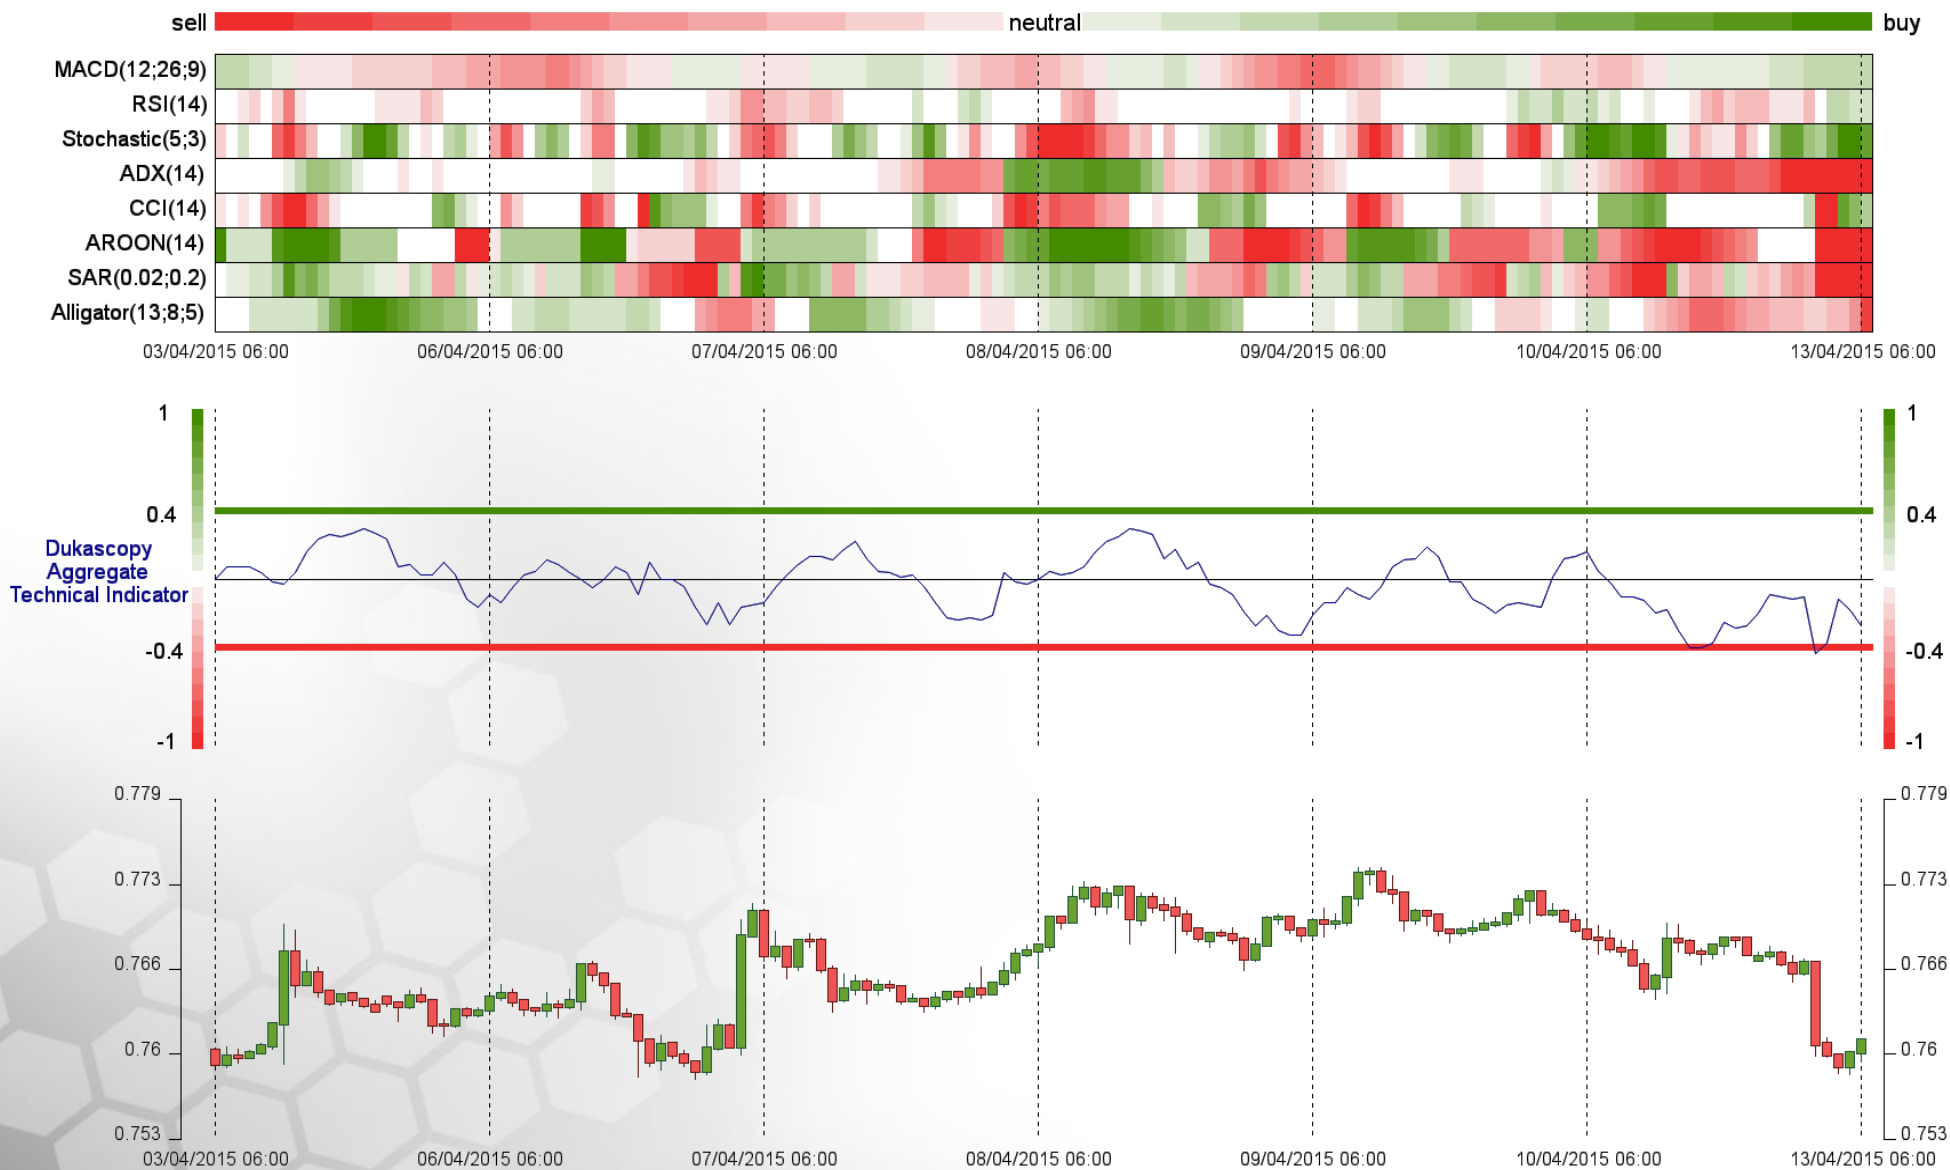 sell neutral buy
MACD(12;26;9)
RSI(14)
Stochastic(5;3)
ADX(14)
CCI(14)
AROON(14)
SAR(0.02;0.2)
Alligator(13;8;5)
03/04/2015 06:00 06/04/2015 06:00 07/04/2015 06:00 08/04/2015 06:00 09/04/2015 06:00 10/04/2015 06:00 13/04/2015 06:00
1 1
0.4 0.4
Dukascopy
Aggregate
Technical Indicator
-0.4 -0.4
-1 -1
0.779 0.779
0.773 0.773
0.766 0.766
0.76 0.76
0.753 0.753
03/04/2015 06:00 06/04/2015 06:00 07/04/2015 06:00 08/04/2015 06:00 09/04/2015 06:00 10/04/2015 06:00 13/04/2015 06:00